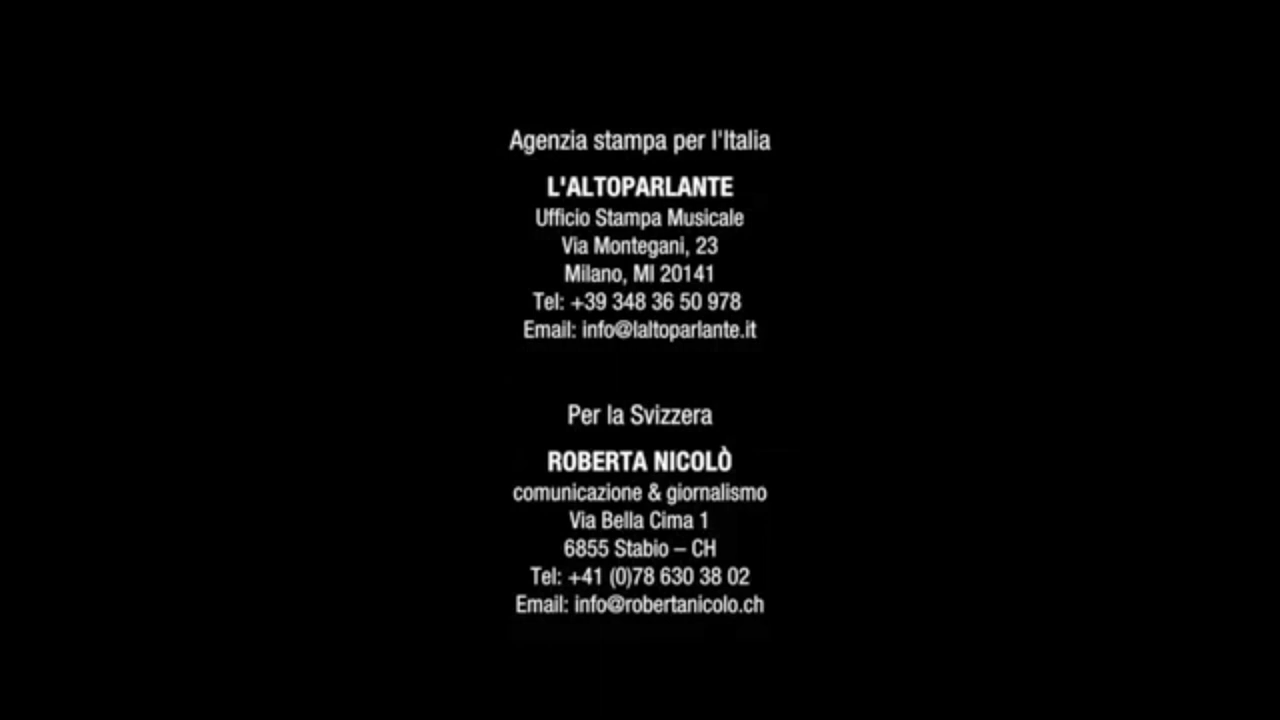 Agenzia stampa per l'Italia
L'ALTOPARLANTE
Ufficio Stampa Musicale
Via Montegani, 23
Milano, MI 20141
Tel: +39 348 36 50 978
Email: info@laltoparlante.it
Per la Svizzera
ROBERTA NICOLÒ
comunicazione & giornalismo
Via Bella Cima 1
6855 Stabio – CH
Tel: +41 (0)78 630 38 02
Email: info@robertanicolo.ch